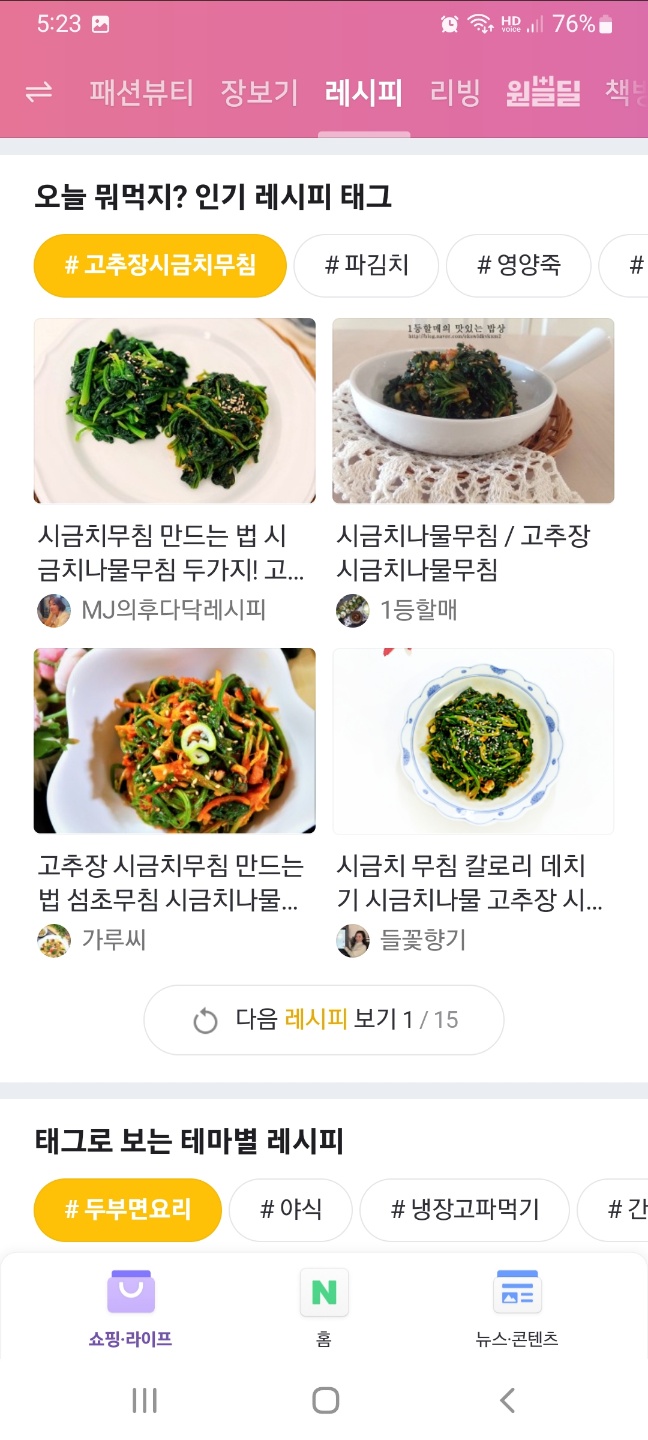 5:23 HD voice 76%
패션뷰티 장보기 레시피 리빙 원쁠딜 책방
오늘 뭐먹지? 인기 레시피 태그
# 고추장시금치무침 # 파김치 # 영양죽 #
1등할매의 맛있는 밥상
시금치무침 만드는 법 시
금치나물무침 두가지! 고...
MJ의후다닥레시피
시금치나물무침 / 고추장
시금치나물무침
1등할매
고추장 시금치무침 만드는
법 섬초무침 시금치나물...
가루씨
시금치 무침 칼로리 데치
기 시금치나물 고추장 시...
들꽃향기
다음 레시피 보기 1 / 15
태그로 보는 테마별 레시피
# 두부면요리 # 야식 # 냉장고파먹기 # 간
쇼핑·라이프 N 홈 뉴스·콘텐츠